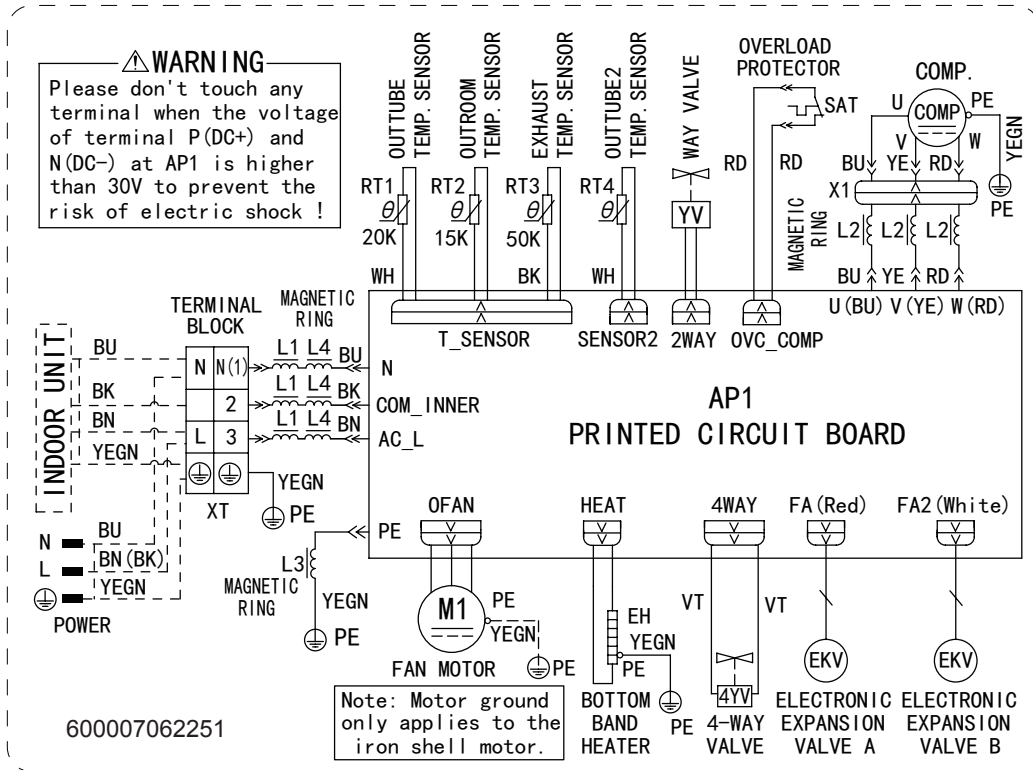 WARNING
Please don't touch any
terminal when the voltage
of terminal P(DC+) and
N(DC-) at AP1 is higher
than 30V to prevent the
risk of electric shock !
OUTTUBE
TEMP. SENSOR
OUTROOM
TEMP. SENSOR
EXHAUST
TEMP. SENSOR
OUTTUBE2
TEMP. SENSOR
WAY VALVE
OVERLOAD
PROTECTOR
SAT
RD RD
COMP.
U COMP PE
V W
YEGN
BU YE RD
PE
X1
MAGNETIC
RING
L2 L2 L2
BU YE RD
RT1 RT2 RT3 RT4
θ θ θ θ
20K 15K 50K
YV
WH BK WH
T_SENSOR SENSOR2 2WAY OVC_COMP
U(BU) V(YE) W(RD)
TERMINAL
BLOCK
MAGNETIC
RING
INDOOR UNIT
BU
N N(1) L1 L4 BU N
BK
2 L1 L4 BK COM_INNER
BN
L 3 L1 L4 BN AC_L
YEGN
YEGN
XT
PE
AP1
PRINTED CIRCUIT BOARD
N BU
L BN(BK)
YEGN
POWER
L3
MAGNETIC
RING
YEGN
PE
PE
OFAN HEAT 4WAY FA(Red) FA2(White)
M1 PE
YEGN
PE
FAN MOTOR
EH
YEGN
PE
PE
BOTTOM
BAND
HEATER
VT VT
4YV
4-WAY
VALVE
EKV
ELECTRONIC
EXPANSION
VALVE A
EKV
ELECTRONIC
EXPANSION
VALVE B
Note: Motor ground
only applies to the
iron shell motor.
600007062251